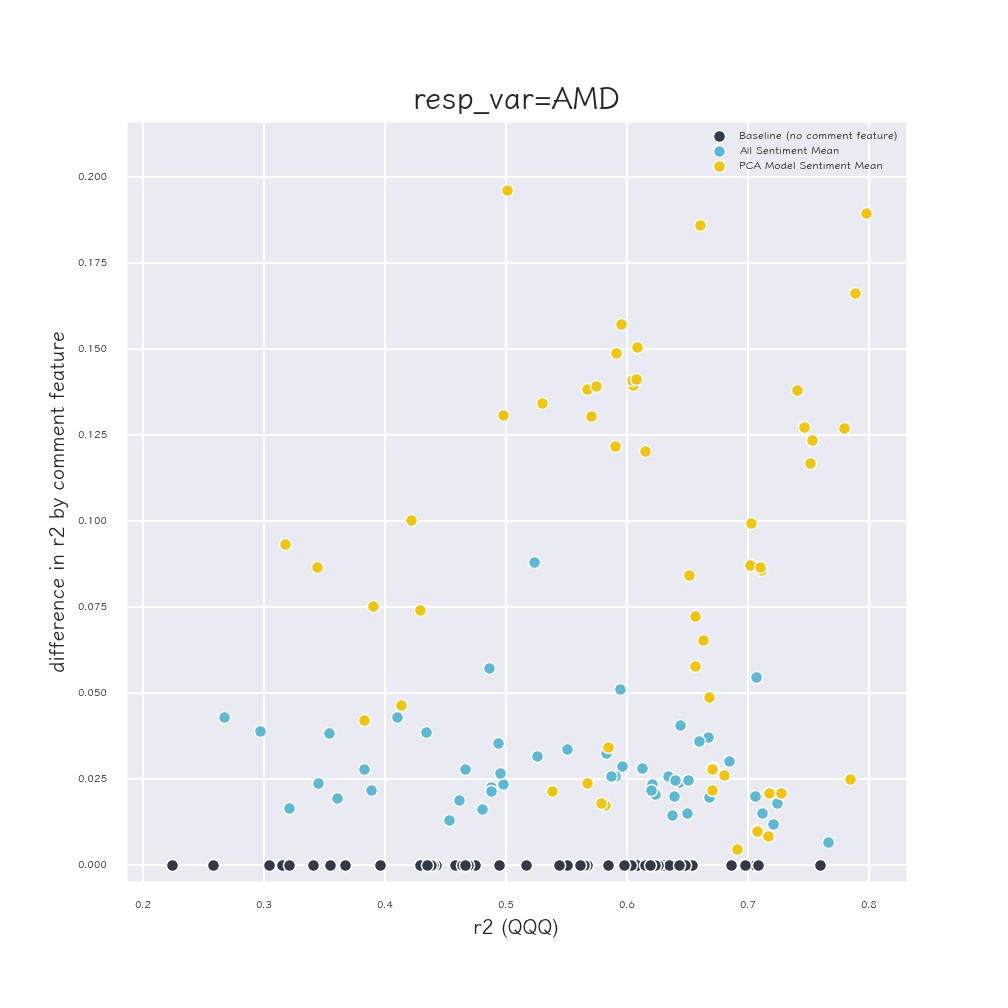 resp_var=AMD
Baseline (no comment feature)
All Sentiment Mean
PCA Model Sentiment Mean
0.200
0.175
0.150
0.125
0.100
0.075
0.050
0.025
0.000
difference in r2 by comment feature
0.2 0.3 0.4 0.5 0.6 0.7 0.8
r2 (QQQ)